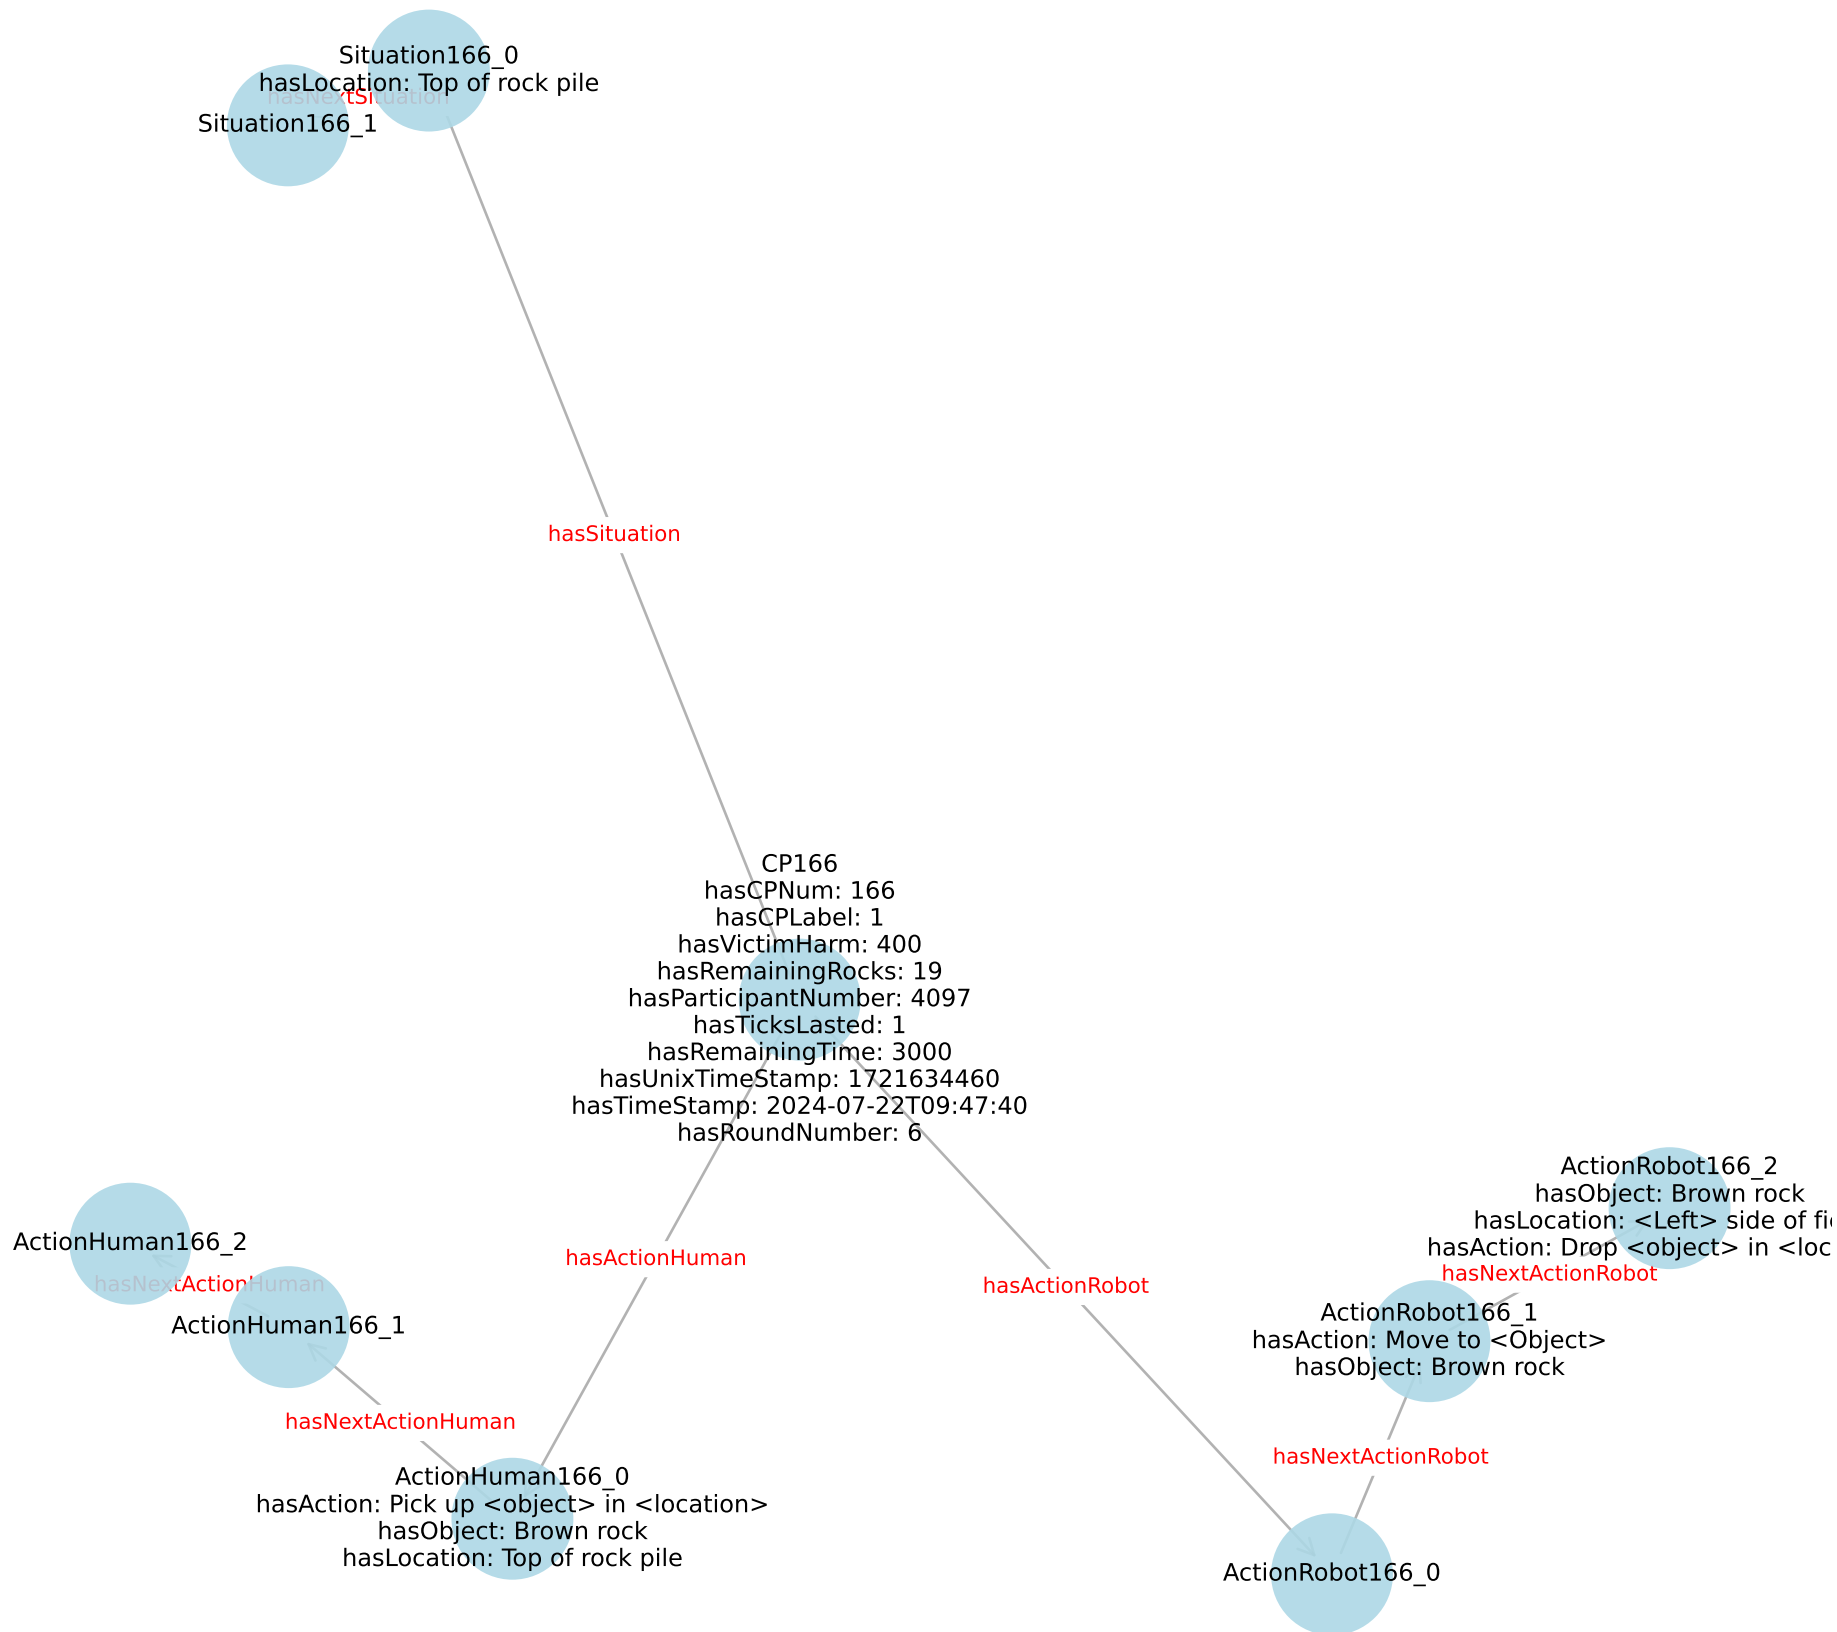 Situation166_0
hasLocation: Top of rock pile
hasNextSituation
Situation166_1
hasSituation
CP166
hasCPNum: 166
hasCPLabel: 1
hasVictimHarm: 400
hasRemainingRocks: 19
hasParticipantNumber: 4097
hasTicksLasted: 1
hasRemainingTime: 3000
hasUnixTimeStamp: 1721634460
hasTimeStamp: 2024-07-22T09:47:40
hasRoundNumber: 6
ActionRobot166_2
hasObject: Brown rock
hasLocation: <Left> side of
hasAction: Drop <object> in
hasNextActionRobot
ActionHuman166_2
hasNextActionHuman
ActionHuman166_1
hasActionHuman
hasActionRobot
ActionRobot166_1
hasAction: Move to <Object>
hasObject: Brown rock
hasNextActionHuman
hasNextActionRobot
ActionHuman166_0
hasAction: Pick up <object> in <location>
hasObject: Brown rock
hasLocation: Top of rock pile
ActionRobot166_0